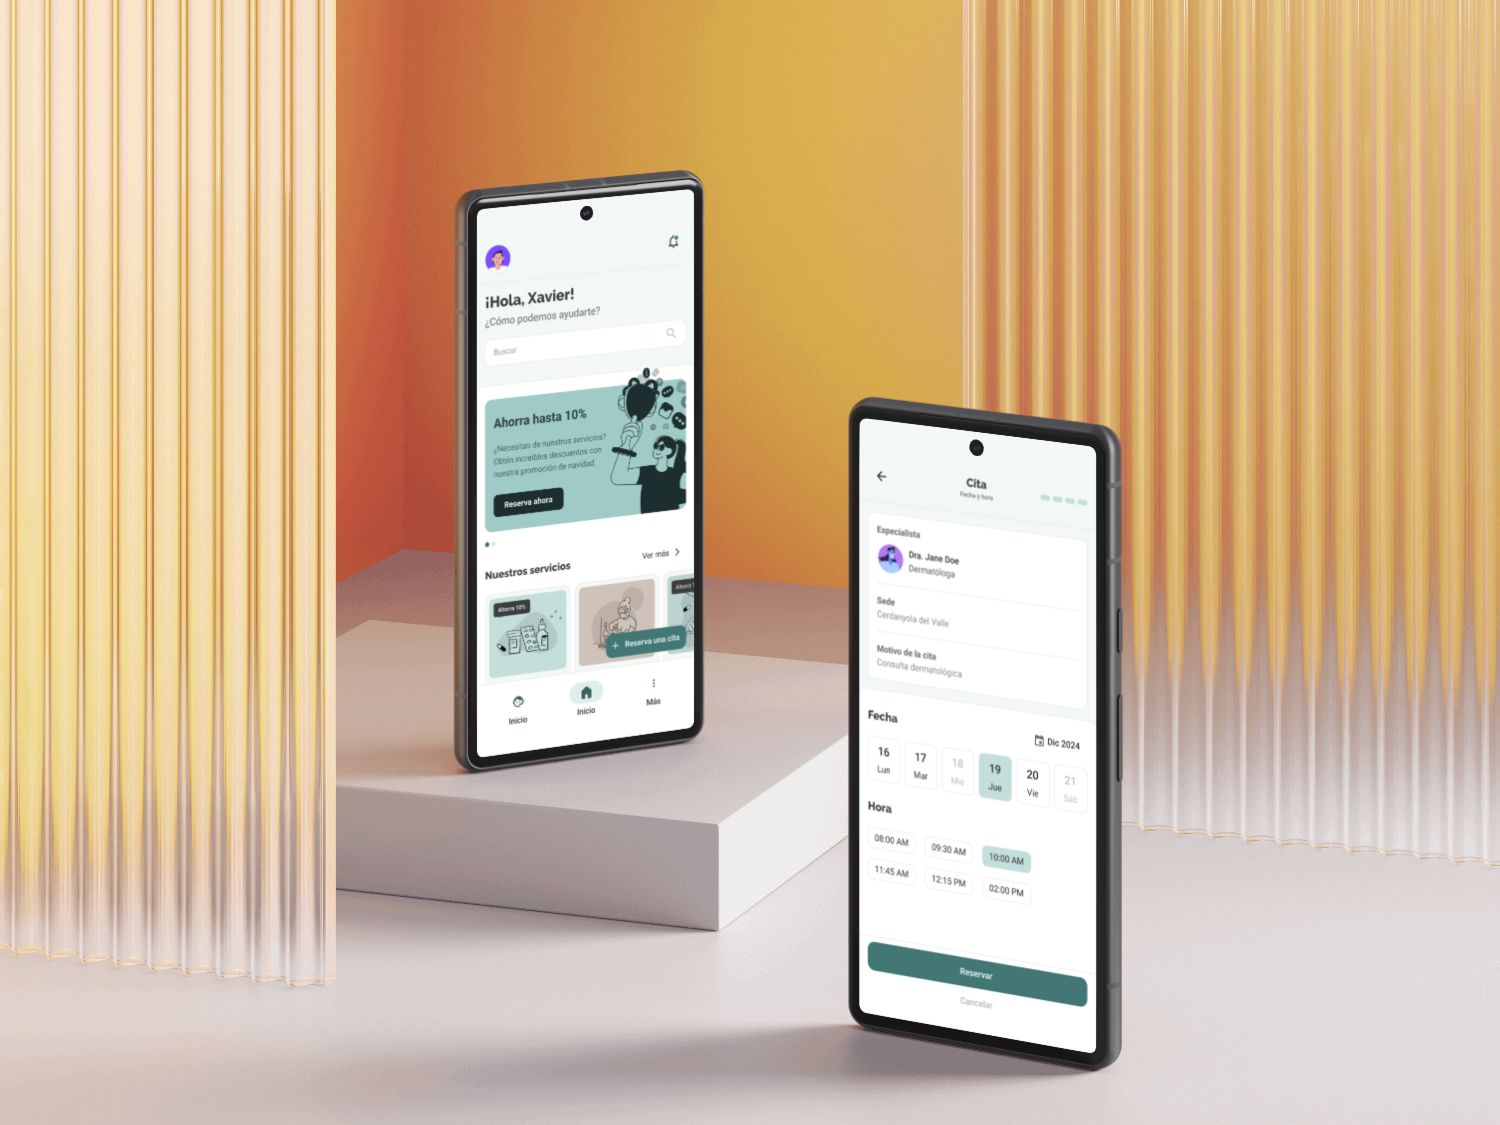 ¡Hola, Xavier!
¿Cómo podemos ayudarte?
Buscar
Ahorra hasta 10%
¿Necesitas de nuestros servicios?
Obtén increíbles descuentos con
nuestra promoción de navidad.
Reserva ahora
Ver más
Nuestros servicios
Ahorra 10%
Ahorra 1
+ Reserva una cita
Inicio
Inicio
Más
Cita
Fecha y hora
Especialista
Dra. Jane Doe
Dermatóloga
Sede
Cerdanyola del Valle
Motivo de la cita
Consulta dermatológica
Fecha
Dic 2024
16 17 18 19 20 21
Lun Mar Mié Jue Vie Sáb
Hora
08:00 AM 09:30 AM 10:00 AM
11:45 AM 12:15 PM 02:00 PM
Reservar
Cancelar